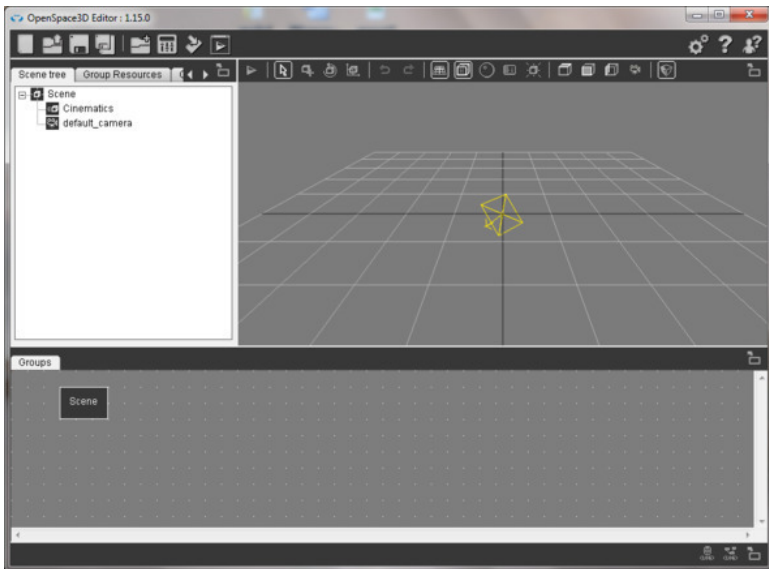 OpenSpace3D Editor : 1.15.0
Scene tree Group Resources
Scene
Cinematics
default_camera
Groups
Scene